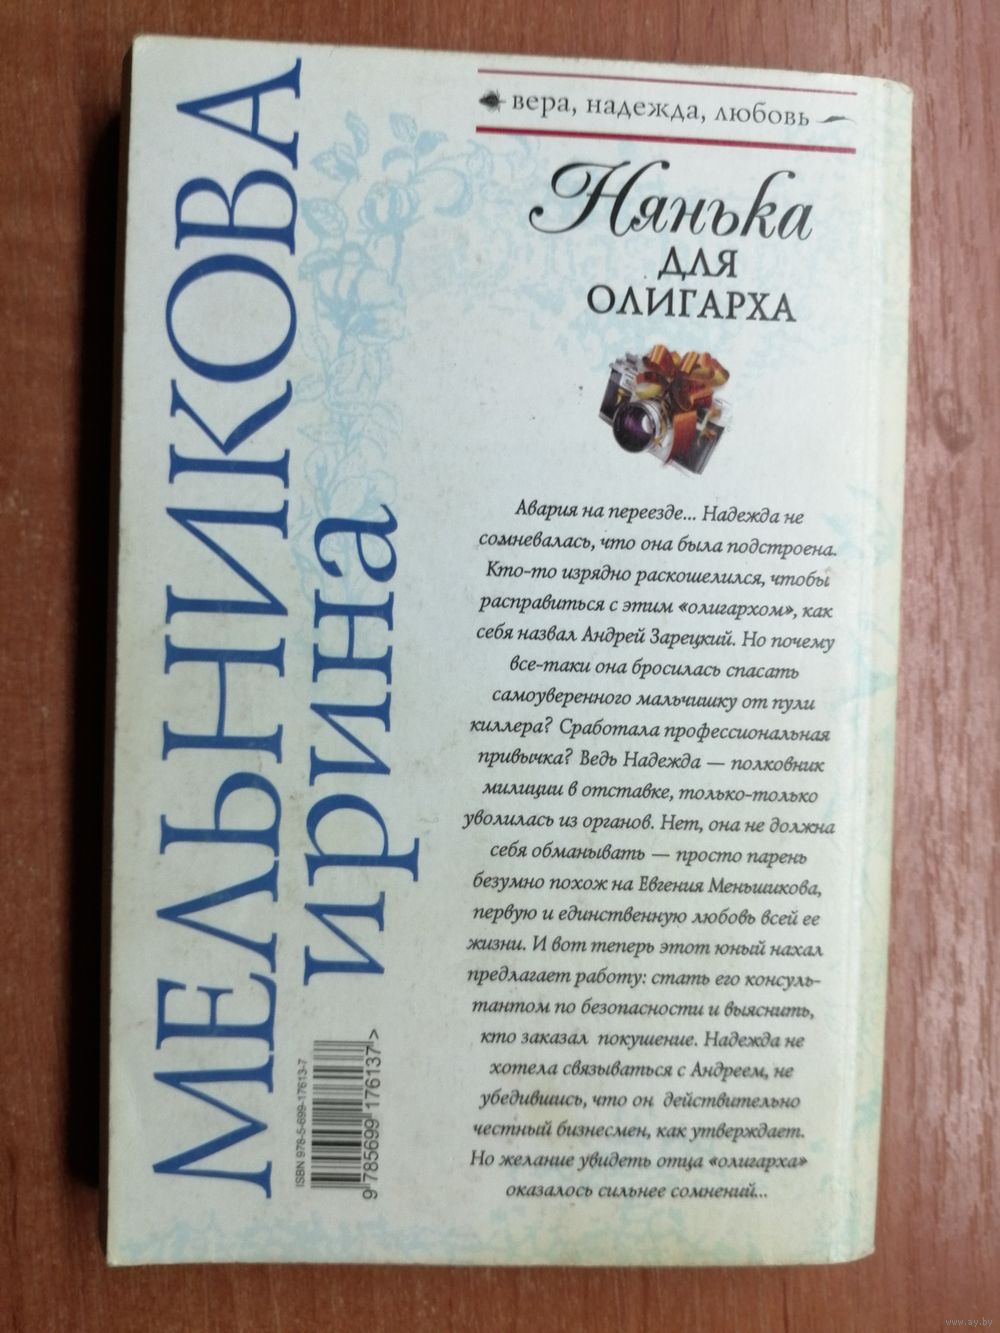 вера, надежда, любовь
Нянька
ДЛЯ
ОЛИГАРХА
Авария на переезде... Надежда не
сомневалась, что она была подстроена.
Кто-то изрядно раскошелился, чтобы
расправиться с этим «олигархом», как
себя назвал Андрей Зарецкий. Но почему
все-таки она бросилась спасать
самоуверенного мальчишку от пули
киллера? Сработала профессиональная
привычка? Ведь Надежда — полковник
милиции в отставке, только-только
уволилась из органов. Нет, она не должна
себя обманывать — просто парень
безумно похож на Евгения Меньшикова,
первую и единственную любовь всей ее
жизни. И вот теперь этот юный нахал
предлагает работу: стать его консуль-
тантом по безопасности и выяснить,
кто заказал покушение. Надежда не
хотела связываться с Андреем, не
убедившись, что он действительно
честный бизнесмен, как утверждает.
Но желание увидеть отца «олигарха»
оказалось сильнее сомнений...
МЕЛЬНИКОВА
ирина
ISBN 978-5-699-17613-7
9 785699 176137 >
www.ay.by